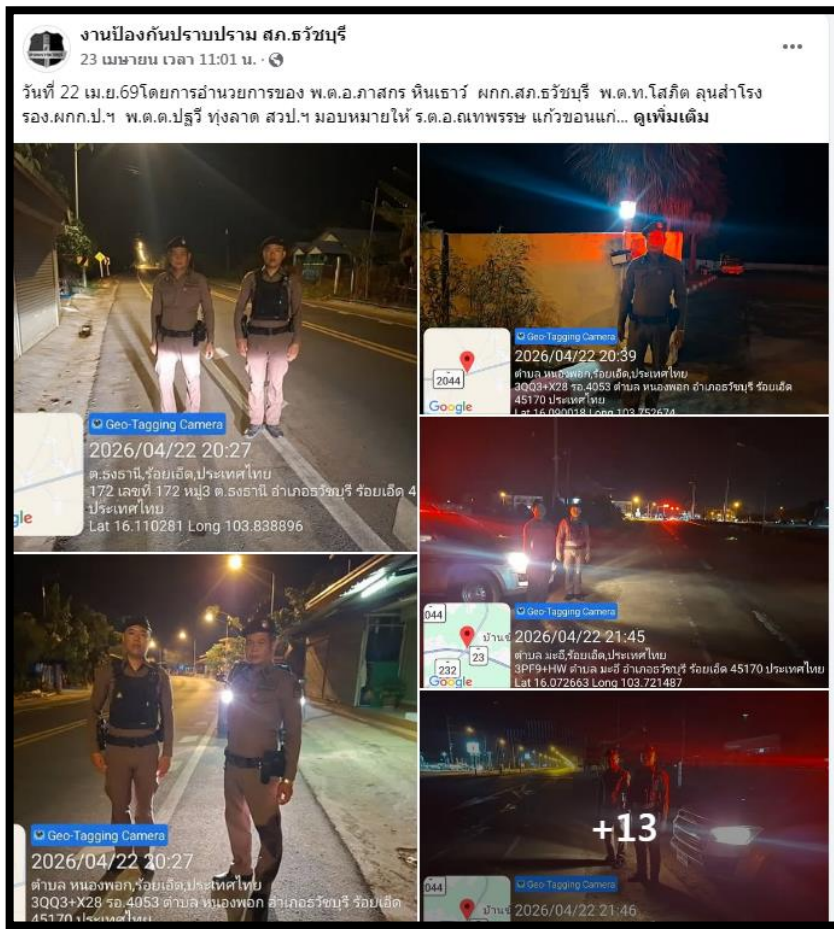 งานป้องกันปราบปราม สภ.ธวัชบุรี
23 เมษายน เวลา 11:01 น. ·
วันที่ 22 เม.ย.69โดยการอำนวยการของ พ.ต.อ.ภาสกร หินเธาว์ ผกก.สภ.ธวัชบุรี พ.ต.ท.โสภิต ลุนสำโรง
รอง.ผกก.ป.ฯ พ.ต.ต.ปฐวี ทุ่งลาด สวป.ฯ มอบหมายให้ ร.ต.อ.ณทพรรษ แก้วขอนแก่... ดูเพิ่มเติม
gle
Geo-Tagging Camera
2026/04/22 20:27
ต.ธงธานี,ร้อยเอ็ด,ประเทศไทย
172 เลขที่ 172 หมู่3 ต.ธงธานี อำเภอธวัชบุรี ร้อยเอ็ด 4
ประเทศไทย
Lat 16.110281 Long 103.838896
2044
Google
Geo-Tagging Camera
2026/04/22 20:39
ตำบล หนองพอก,ร้อยเอ็ด,ประเทศไทย
3QQ3+X28 รอ.4053 ตำบล หนองพอก อำเภอธวัชบุรี ร้อยเอ็ด
45170 ประเทศไทย
Lat 16.090018 Long 103.752674
044
232
23
Google
Geo-Tagging Camera
2026/04/22 21:45
ตำบล มะอึ,ร้อยเอ็ด,ประเทศไทย
3PF9+HW ตำบล มะอึ อำเภอธวัชบุรี ร้อยเอ็ด 45170 ประเทศไทย
Lat 16.072663 Long 103.721487
Geo-Tagging Camera
2026/04/22 20:27
ตำบล หนองพอก,ร้อยเอ็ด,ประเทศไทย
3QQ3+X28 รอ.4053 ตำบล หนองพอก อำเภอธวัชบุรี ร้อยเอ็ด
45170 ประเทศไทย
+13
044
Geo-Tagging Camera
2026/04/22 21:46